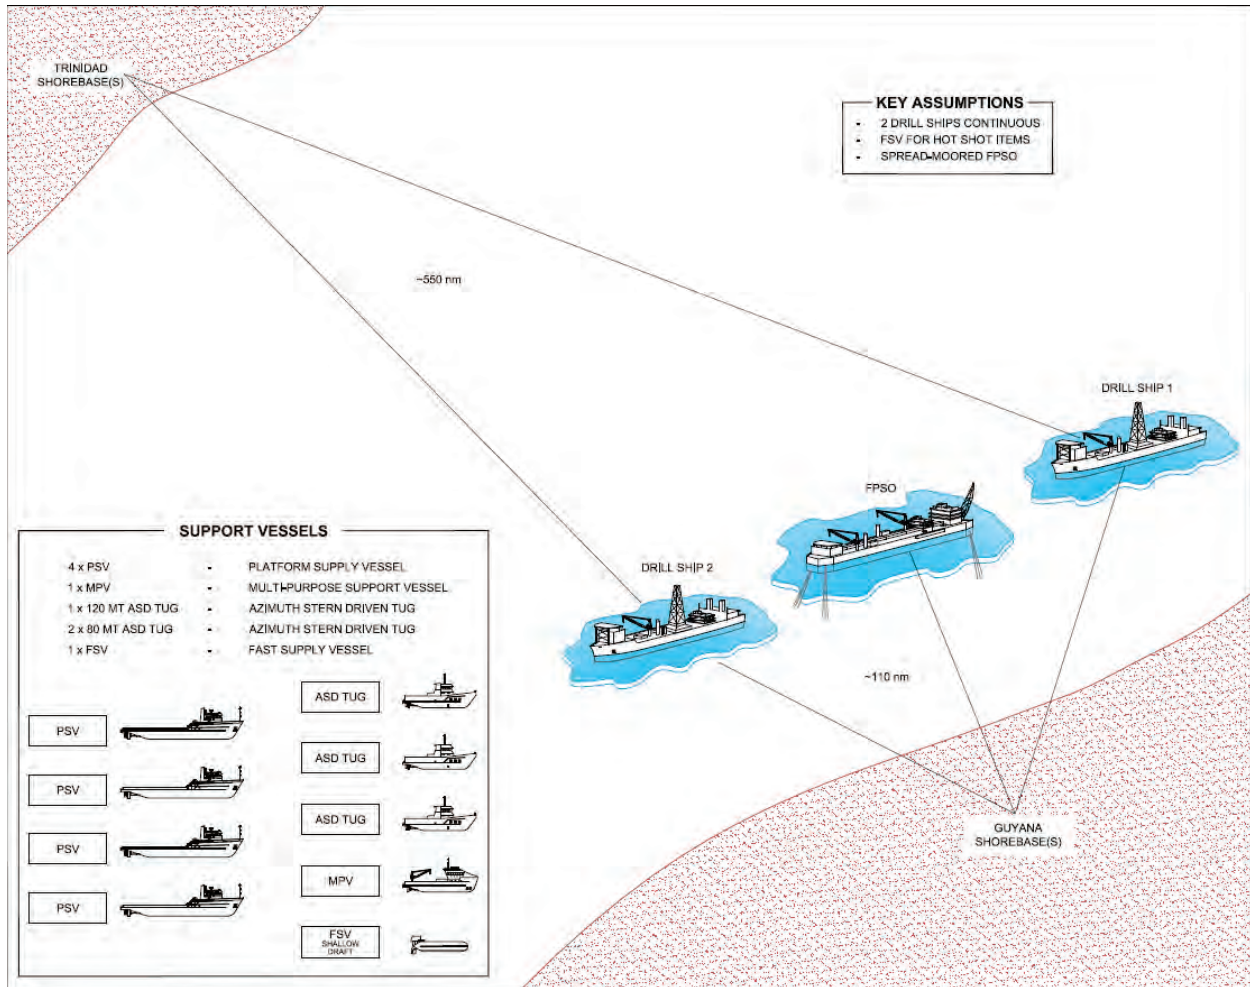 TRINIDAD
SHOREBASE(S)
KEY ASSUMPTIONS
- 2 DRILL SHIPS CONTINUOUS
- FSV FOR HOT SHOT ITEMS
- SPREAD-MOORED FPSO
~550 nm
DRILL SHIP 1
FPSO
DRILL SHIP 2
~110 nm
GUYANA
SHOREBASE(S)
SUPPORT VESSELS
4 x PSV - PLATFORM SUPPLY VESSEL
1 x MPV - MULTI-PURPOSE SUPPORT VESSEL
1 x 120 MT ASD TUG - AZIMUTH STERN DRIVEN TUG
2 x 80 MT ASD TUG - AZIMUTH STERN DRIVEN TUG
1 x FSV - FAST SUPPLY VESSEL
PSV
PSV
PSV
PSV
ASD TUG
ASD TUG
ASD TUG
MPV
FSV
SHALLOW
DRAFT